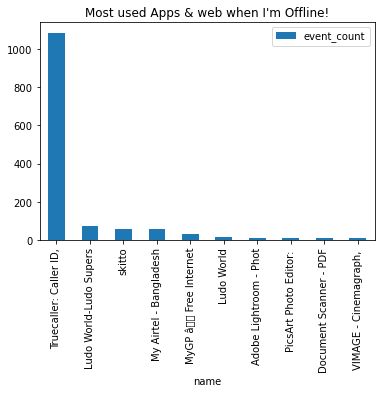 Most used Apps & web when I'm Offline!
event_count
1000
800
600
400
200
0
Truecaller: Caller ID,
Ludo World-Ludo Supers
skitto
My Airtel - Bangladesh
MyGP â Free Internet
Ludo World
Adobe Lightroom - Phot
PicsArt Photo Editor:
Document Scanner - PDF
VIMAGE - Cinemagraph,
name